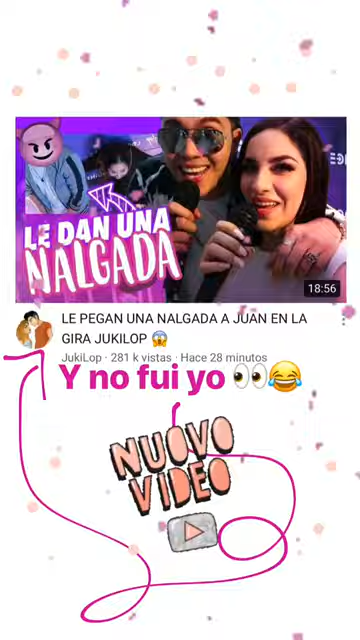 LE DAN UNA
NALGADA
18:56
LE PEGAN UNA NALGADA A JUAN EN LA
GIRA JUKILOP 😱
JukiLop · 281 k vistas · Hace 28 minutos
Y no fui yo 👀😂
NUOVO
VIDEO